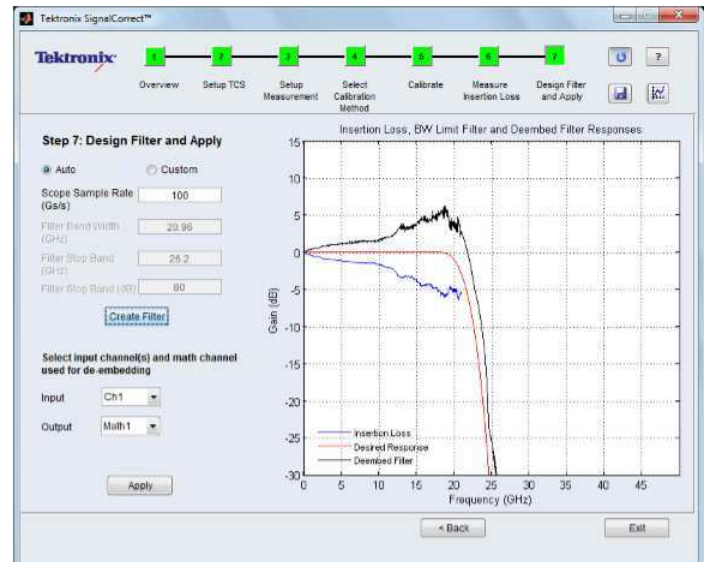 Tektronix SignalCorrect™
Tektronix
1 2 3 4 5 6 7
?
Overview
Setup TCS
Setup Measurement
Select Calibration Method
Calibrate
Measure Insertion Loss
Design Filter and Apply
Step 7: Design Filter and Apply
Auto Custom
Scope Sample Rate (Gs/s) 100
Filter Band Width (GHz) 20.96
Filter Stop Band (GHz) 26.2
Filter Stop Band (dB) 80
Create Filter
Select input channel(s) and math channel
used for de-embedding
Input Ch1
Output Math1
Apply
Insertion Loss, BW Limit Filter and Deembed Filter Responses
15
10
5
0
-5
-10
-15
-20
-25
-30
Gain (dB)
Insertion Loss
Desired Response
Deembed Filter
0 5 10 15 20 25 30 35 40 45
Frequency (GHz)
< Back
Exit